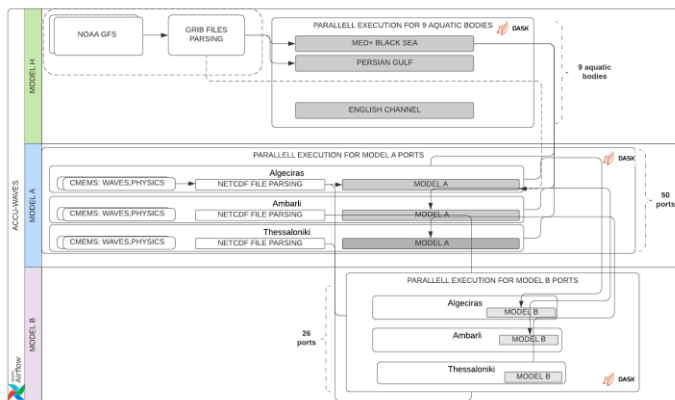 PARALLELL EXECUTION FOR 9 AQUATIC BODIES
DASK
NOAA GFS
GRIB FILES
PARSING
MED+ BLACK SEA
PERSIAN GULF
ENGLISH CHANNEL
9 aquatic
bodies
MODEL H
ACCU-WAVES
PARALLELL EXECUTION FOR MODEL A PORTS
DASK
MODEL A
Algeciras
CMEMS: WAVES,PHYSICS
NETCDF FILE PARSING
MODEL A
Ambarli
CMEMS: WAVES,PHYSICS
NETCDF FILE PARSING
MODEL A
Thessaloniki
CMEMS: WAVES,PHYSICS
NETCDF FILE PARSING
MODEL A
50
ports
MODEL B
PARALLELL EXECUTION FOR MODEL B PORTS
Algeciras
MODEL B
Ambarli
MODEL B
Thessaloniki
MODEL B
26
ports
DASK
Airflow